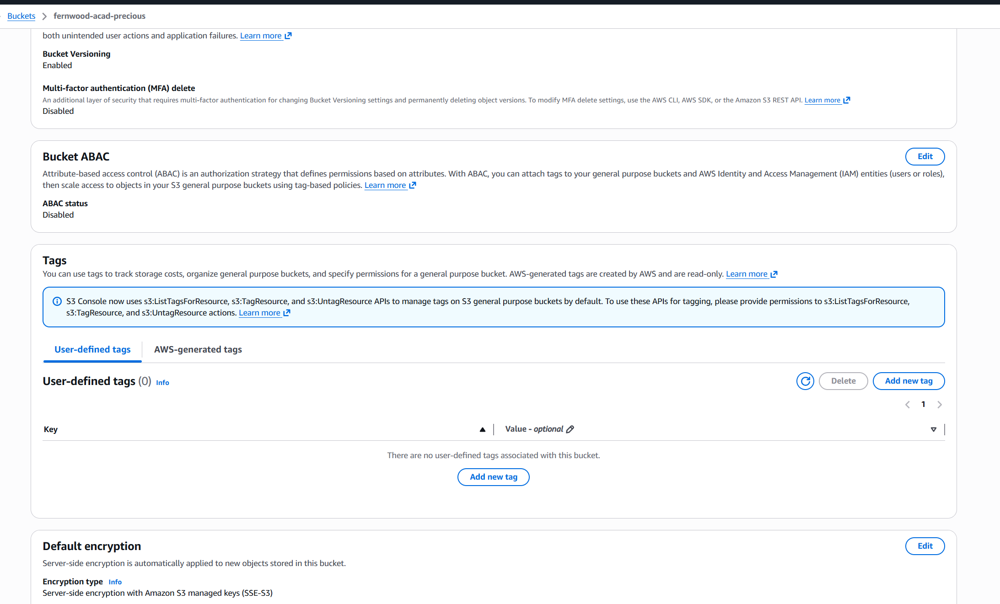 Buckets > fernwood-acad-precious
both unintended user actions and application failures. Learn more
Bucket Versioning
Enabled
Multi-factor authentication (MFA) delete
An additional layer of security that requires multi-factor authentication for changing Bucket Versioning settings and permanently deleting object versions. To modify MFA delete settings, use the AWS CLI, AWS SDK, or the Amazon S3 REST API. Learn more
Disabled
Bucket ABAC
Edit
Attribute-based access control (ABAC) is an authorization strategy that defines permissions based on attributes. With ABAC, you can attach tags to your general purpose buckets and AWS Identity and Access Management (IAM) entities (users or roles),
then scale access to objects in your S3 general purpose buckets using tag-based policies. Learn more
ABAC status
Disabled
Tags
You can use tags to track storage costs, organize general purpose buckets, and specify permissions for a general purpose bucket. AWS-generated tags are created by AWS and are read-only. Learn more
S3 Console now uses s3:ListTagsForResource, s3:TagResource, and s3:UntagResource APIs to manage tags on S3 general purpose buckets by default. To use these APIs for tagging, please provide permissions to s3:ListTagsForResource,
s3:TagResource, and s3:UntagResource actions. Learn more
User-defined tags
AWS-generated tags
User-defined tags (0) Info
Delete
Add new tag
1
Key
Value - optional
There are no user-defined tags associated with this bucket.
Add new tag
Default encryption
Edit
Server-side encryption is automatically applied to new objects stored in this bucket.
Encryption type Info
Server-side encryption with Amazon S3 managed keys (SSE-S3)